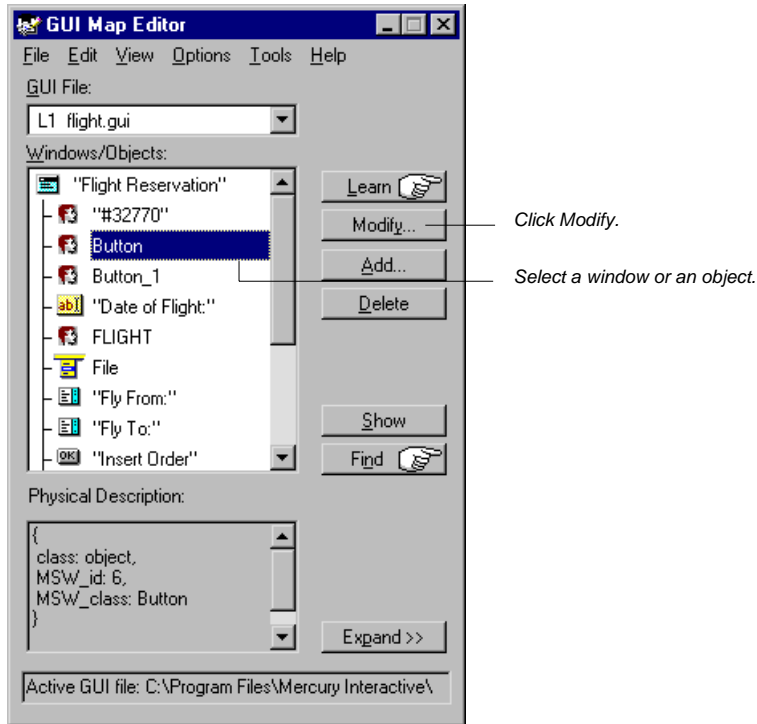 GUI Map Editor
File Edit View Options Tools Help
GUI File:
L1 flight.gui
Windows/Objects:
"Flight Reservation"
"#32770"
Button
Button_1
"Date of Flight:"
FLIGHT
File
"Fly From:"
"Fly To:"
"Insert Order"
Learn
Modify...
Add...
Delete
Show
Find
Click Modify.
Select a window or an object.
Physical Description:
{
class: object,
MSW_id: 6,
MSW_class: Button
}
Expand >>
Active GUI file: C:\Program Files\Mercury Interactive\